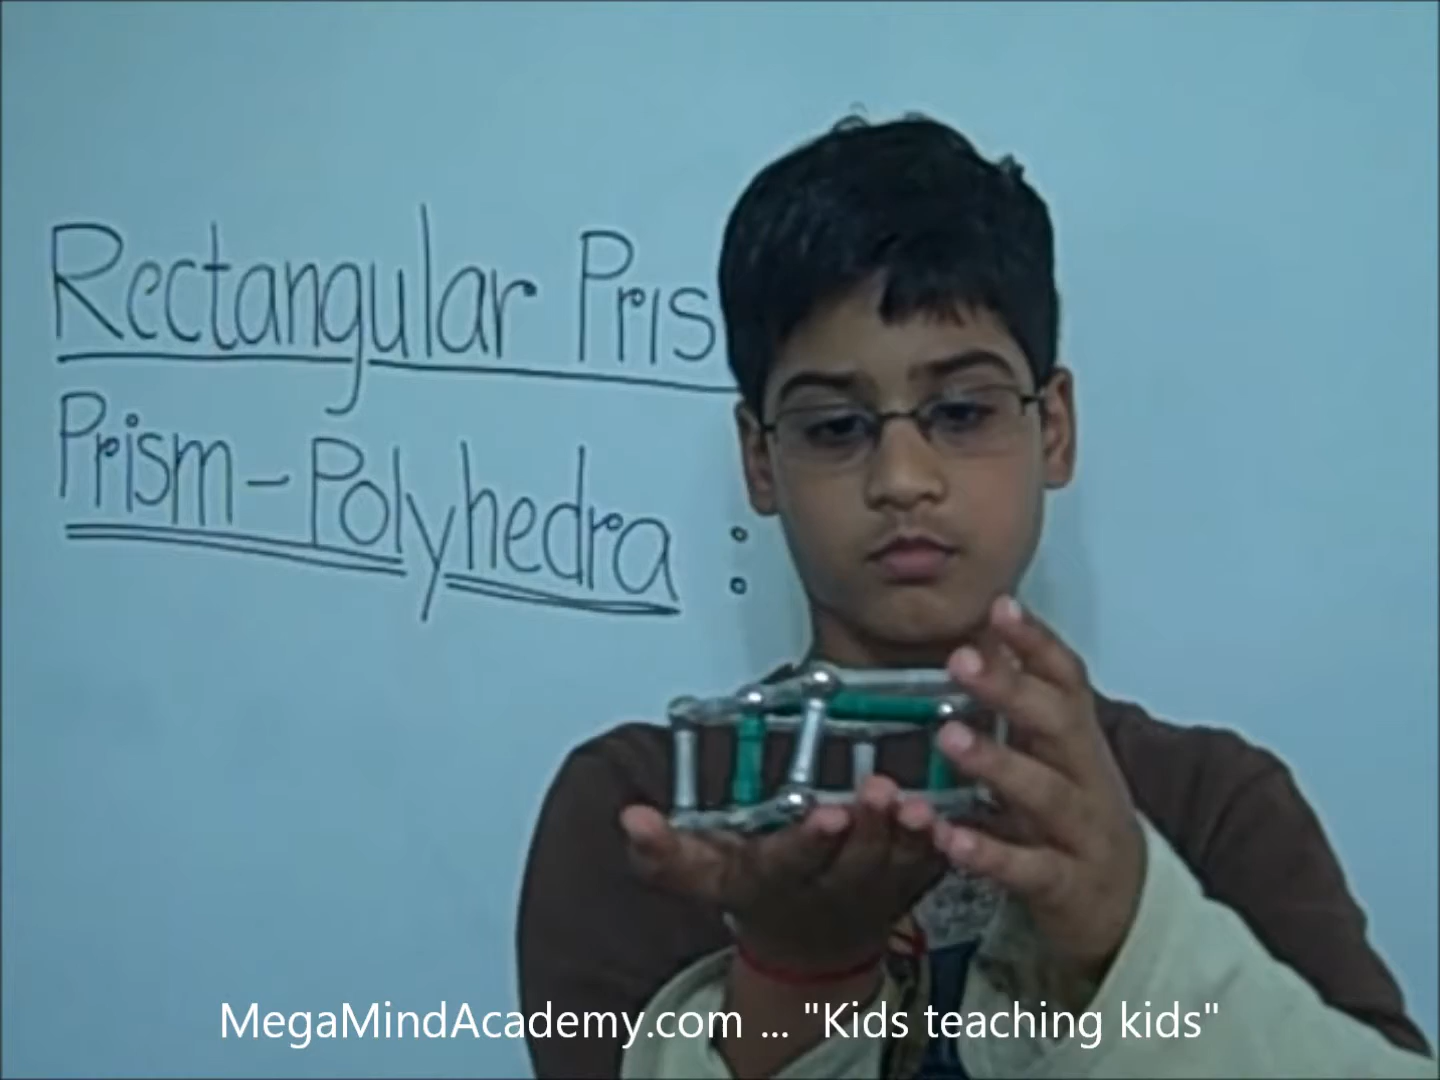 Rectangular Pris
Prism-Polyhedra :
MegaMindAcademy.com ... "Kids teaching kids"